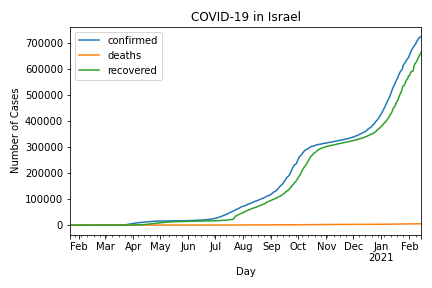 COVID-19 in Israel
confirmed
deaths
recovered
700000
600000
500000
400000
300000
200000
100000
0
Number of Cases
Feb Mar Apr May Jun Jul Aug Sep Oct Nov Dec Jan Feb
2021
Day